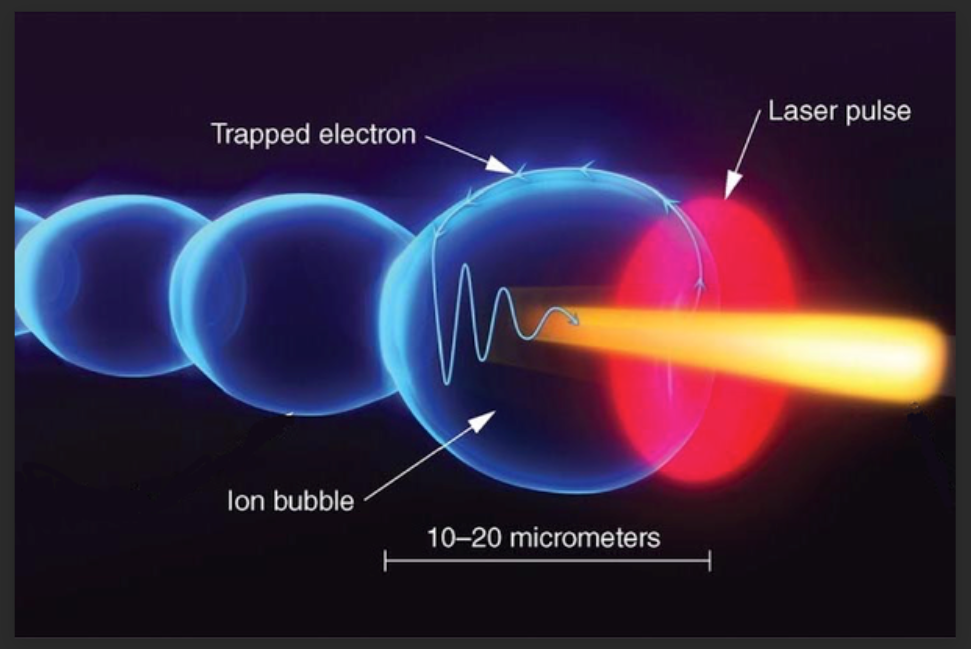 Laser pulse
Trapped electron
Ion bubble
10–20 micrometers